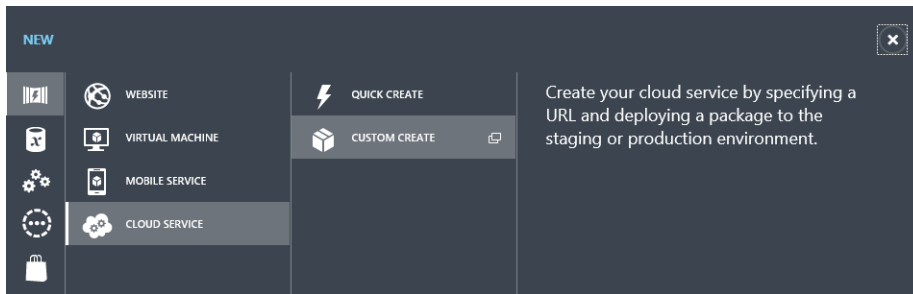 NEW
WEBSITE
VIRTUAL MACHINE
MOBILE SERVICE
CLOUD SERVICE
QUICK CREATE
CUSTOM CREATE
Create your cloud service by specifying a
URL and deploying a package to the
staging or production environment.